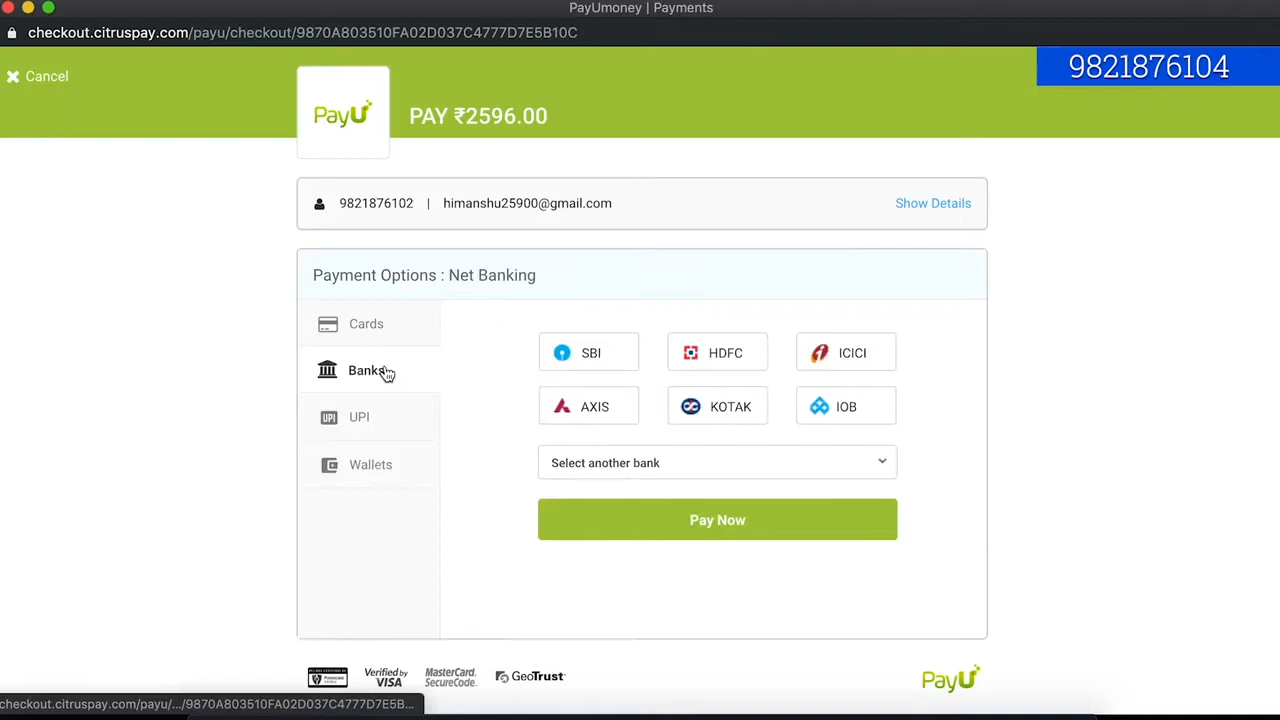 PayUmoney | Payments
checkout.citruspay.com/payu/checkout/9870A803510FA02D037C4777D7E5B10C
9821876104
Cancel
PayU
PAY ₹2596.00
9821876102 | himanshu25900@gmail.com Show Details
Payment Options : Net Banking
Cards
Banks
UPI
Wallets
SBI HDFC ICICI
AXIS KOTAK IOB
Select another bank
Pay Now
Verified by VISA
MasterCard. SecureCode.
GeoTrust
PayU
checkout.citruspay.com/payu/.../9870A803510FA02D037C4777D7E5B...